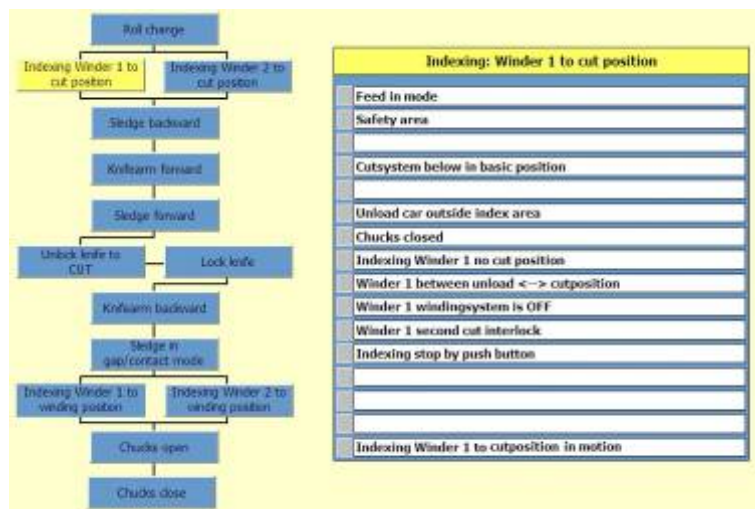 Roll change
Indexing Winder 1 to
cut position
Indexing Winder 2 to
cut position
Sledge backward
Knifearm forward
Sledge forward
Unlock knife to
CUT
Lock knife
Knifearm backward
Sledge in
gap/contact mode
Indexing Winder 1 to
winding position
Indexing Winder 2 to
winding position
Chucks open
Chucks close
Indexing: Winder 1 to cut position
Feed in mode
Safety area
Cutsystem below in basic position
Unload car outside index area
Chucks closed
Indexing Winder 1 no cut position
Winder 1 between unload <--> cutposition
Winder 1 windingsystem is OFF
Winder 1 second cut interlock
Indexing stop by push button
Indexing Winder 1 to cutposition in motion